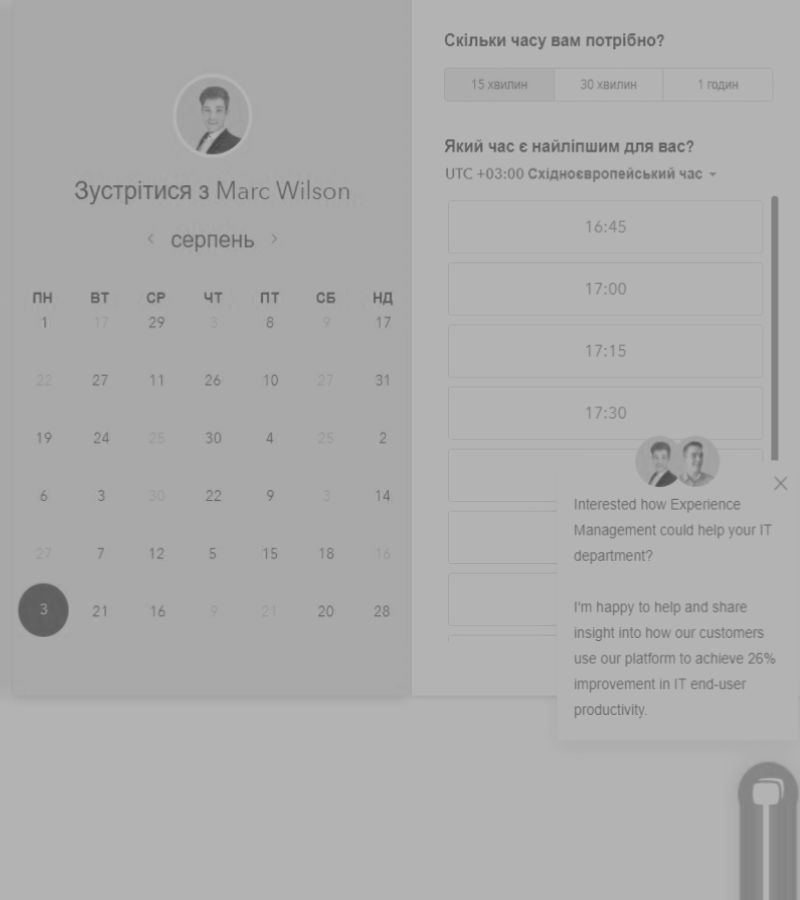 Зустрітися з Marc Wilson
серпень
ПН ВТ СР ЧТ ПТ СБ НД
1 17 29 3 8 9 17
22 27 11 26 10 27 31
19 24 25 30 4 25 2
6 3 30 22 9 3 14
27 7 12 5 15 18 16
3 21 16 9 21 20 28
Скільки часу вам потрібно?
15 хвилин 30 хвилин 1 годин
Який час є найліпшим для вас?
UTC +03:00 Східноєвропейський час
16:45
17:00
17:15
17:30
Interested how Experience
Management could help your IT
department?
I'm happy to help and share
insight into how our customers
use our platform to achieve 26%
improvement in IT end-user
productivity.